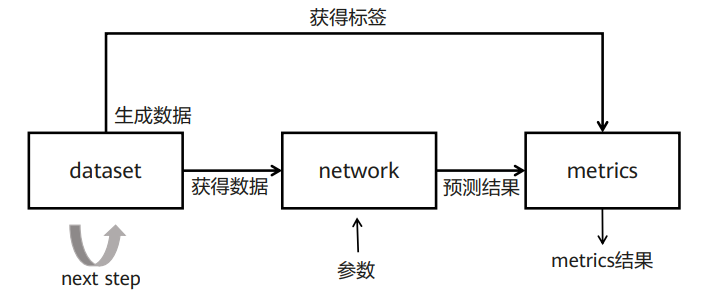 获得标签
生成数据
dataset
network
metrics
获得数据
预测结果
next step
参数
metrics结果